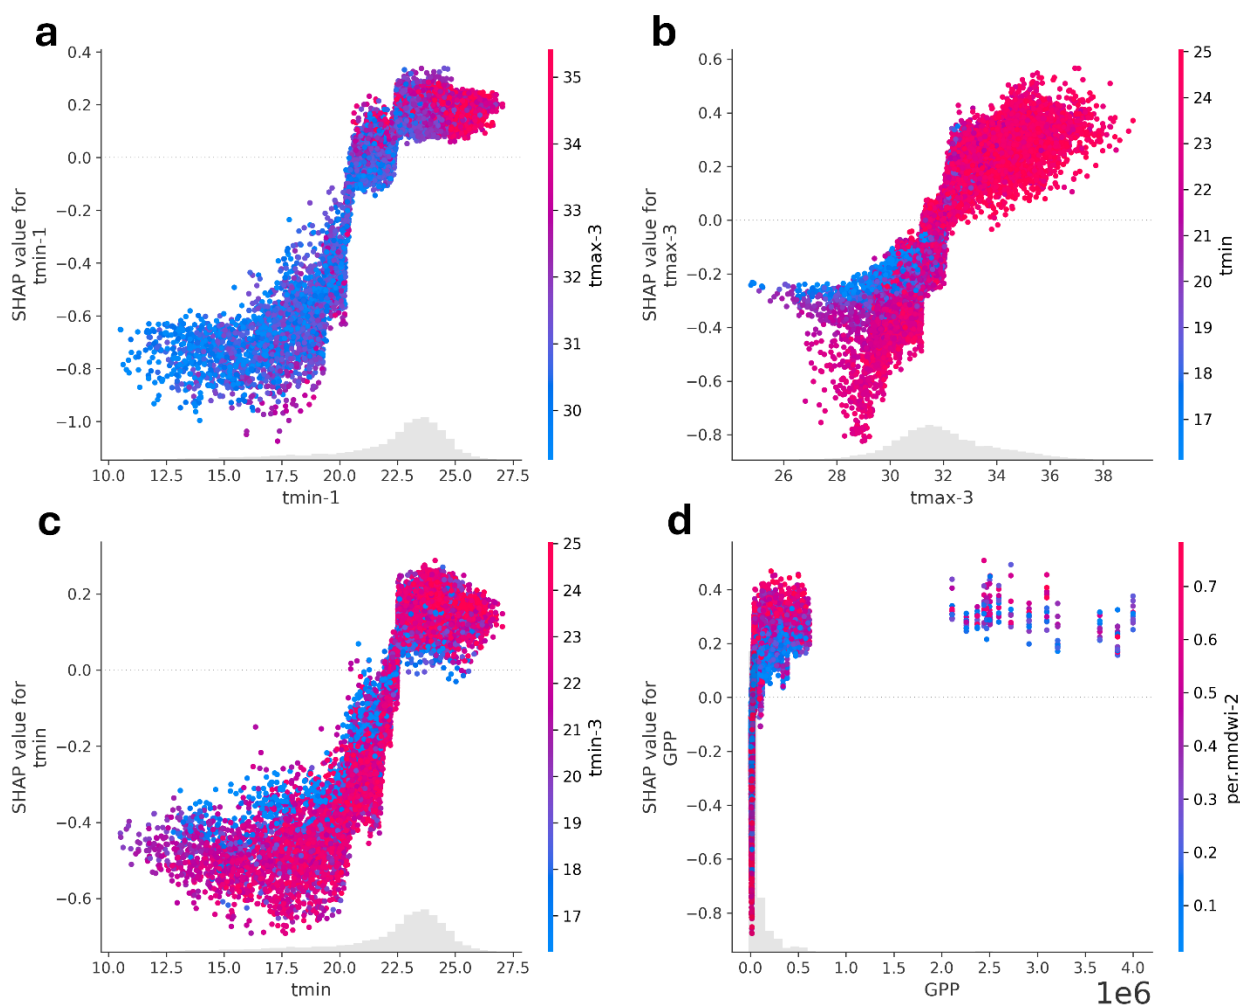 a
0.4
0.2
0.0
−0.2
−0.4
−0.6
−0.8
−1.0
SHAP value for
tmin-1
10.0 12.5 15.0 17.5 20.0 22.5 25.0 27.5
tmin-1
35
34
33
32
31
30
tmax-3
b
0.6
0.4
0.2
0.0
−0.2
−0.4
−0.6
−0.8
SHAP value for
tmax-3
26 28 30 32 34 36 38
tmax-3
25
24
23
22
21
20
19
18
17
tmin
c
0.2
0.0
−0.2
−0.4
−0.6
SHAP value for
tmin
10.0 12.5 15.0 17.5 20.0 22.5 25.0 27.5
tmin
25
24
23
22
21
20
19
18
17
tmin-3
d
0.4
0.2
0.0
−0.2
−0.4
−0.6
−0.8
SHAP value for
GPP
0.0 0.5 1.0 1.5 2.0 2.5 3.0 3.5 4.0
GPP
1e6
0.7
0.6
0.5
0.4
0.3
0.2
0.1
per.mndwi-2